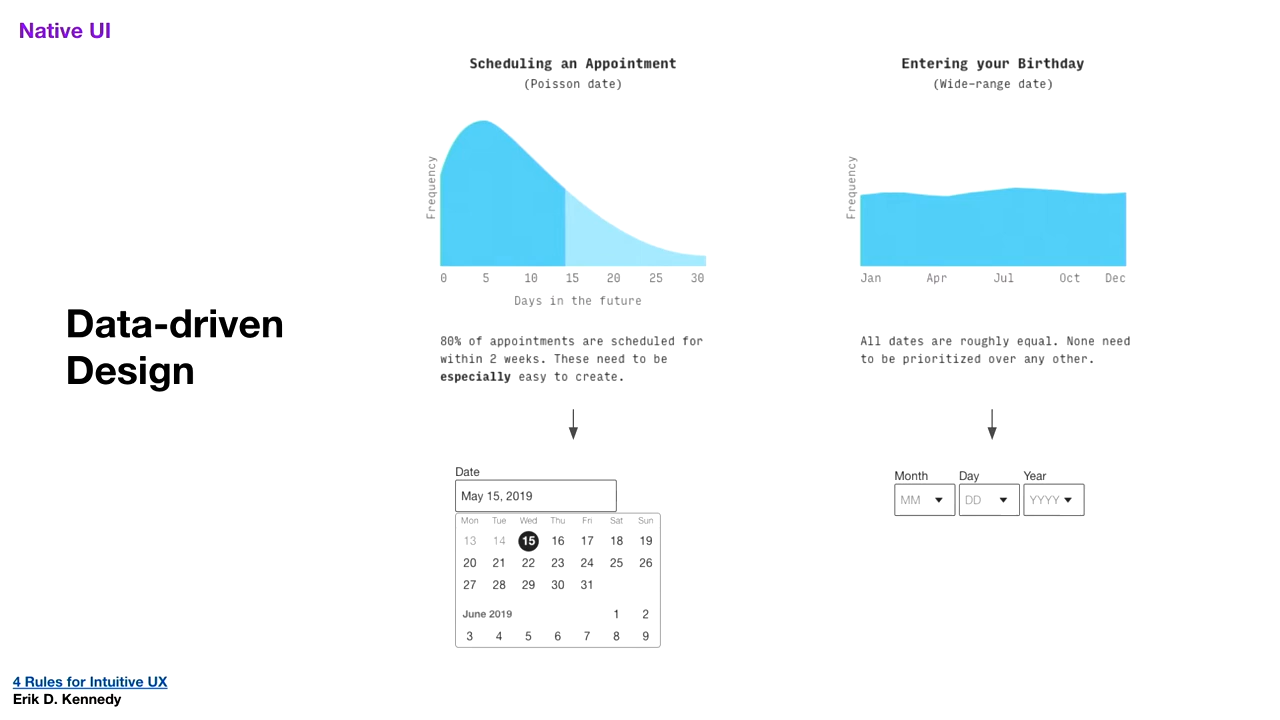 Native UI
Data-driven
Design
Scheduling an Appointment
(Poisson date)
Frequency
0 5 10 15 20 25 30
Days in the future
80% of appointments are scheduled for
within 2 weeks. These need to be
especially easy to create.
Date
May 15, 2019
Mon Tue Wed Thu Fri Sat Sun
13 14 15 16 17 18 19
20 21 22 23 24 25 26
27 28 29 30 31
June 2019 1 2
3 4 5 6 7 8 9
Entering your Birthday
(Wide-range date)
Frequency
Jan Apr Jul Oct Dec
All dates are roughly equal. None need
to be prioritized over any other.
Month Day Year
MM DD YYYY
4 Rules for Intuitive UX
Erik D. Kennedy